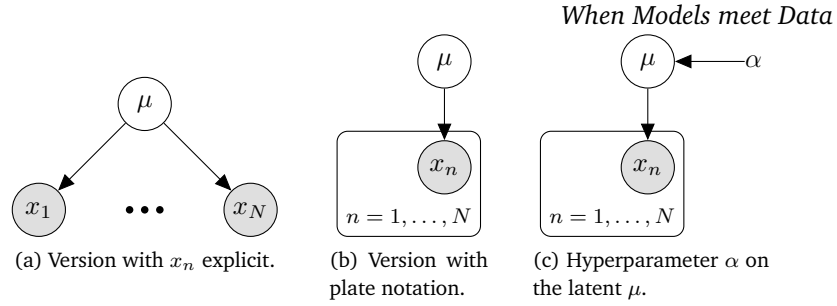 When Models meet Data
μ
x1 ••• xN
(a) Version with xn explicit.
μ
xn
n = 1, . . . , N
(b) Version with
plate notation.
μ α
xn
n = 1, . . . , N
(c) Hyperparameter α on
the latent μ.